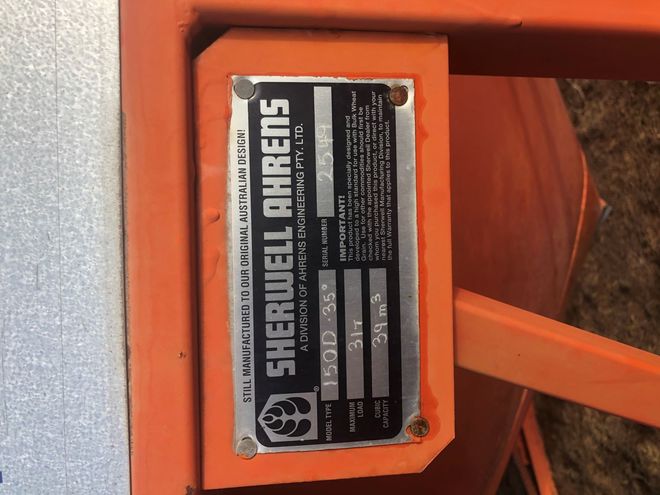 STILL MANUFACTURED TO OUR ORIGINAL AUSTRALIAN DESIGN!
SHERWELL AHRENS
A DIVISION OF AHRENS ENGINEERING PTY. LTD.
®
MODEL TYPE 150D·35° SERIAL NUMBER
MAXIMUM
LOAD 31T
CUBIC
CAPACITY 39 m3
IMPORTANT!
This product has been specially designed and
developed to a high standard for use with Bulk Wheat
Grain. Use for other commodities should first be
checked with the appointed Sherwell Dealer from
whom you purchased this product, or direct with your
nearest Sherwell Manufacturing Division, to maintain
the full Warranty that applies to this product.